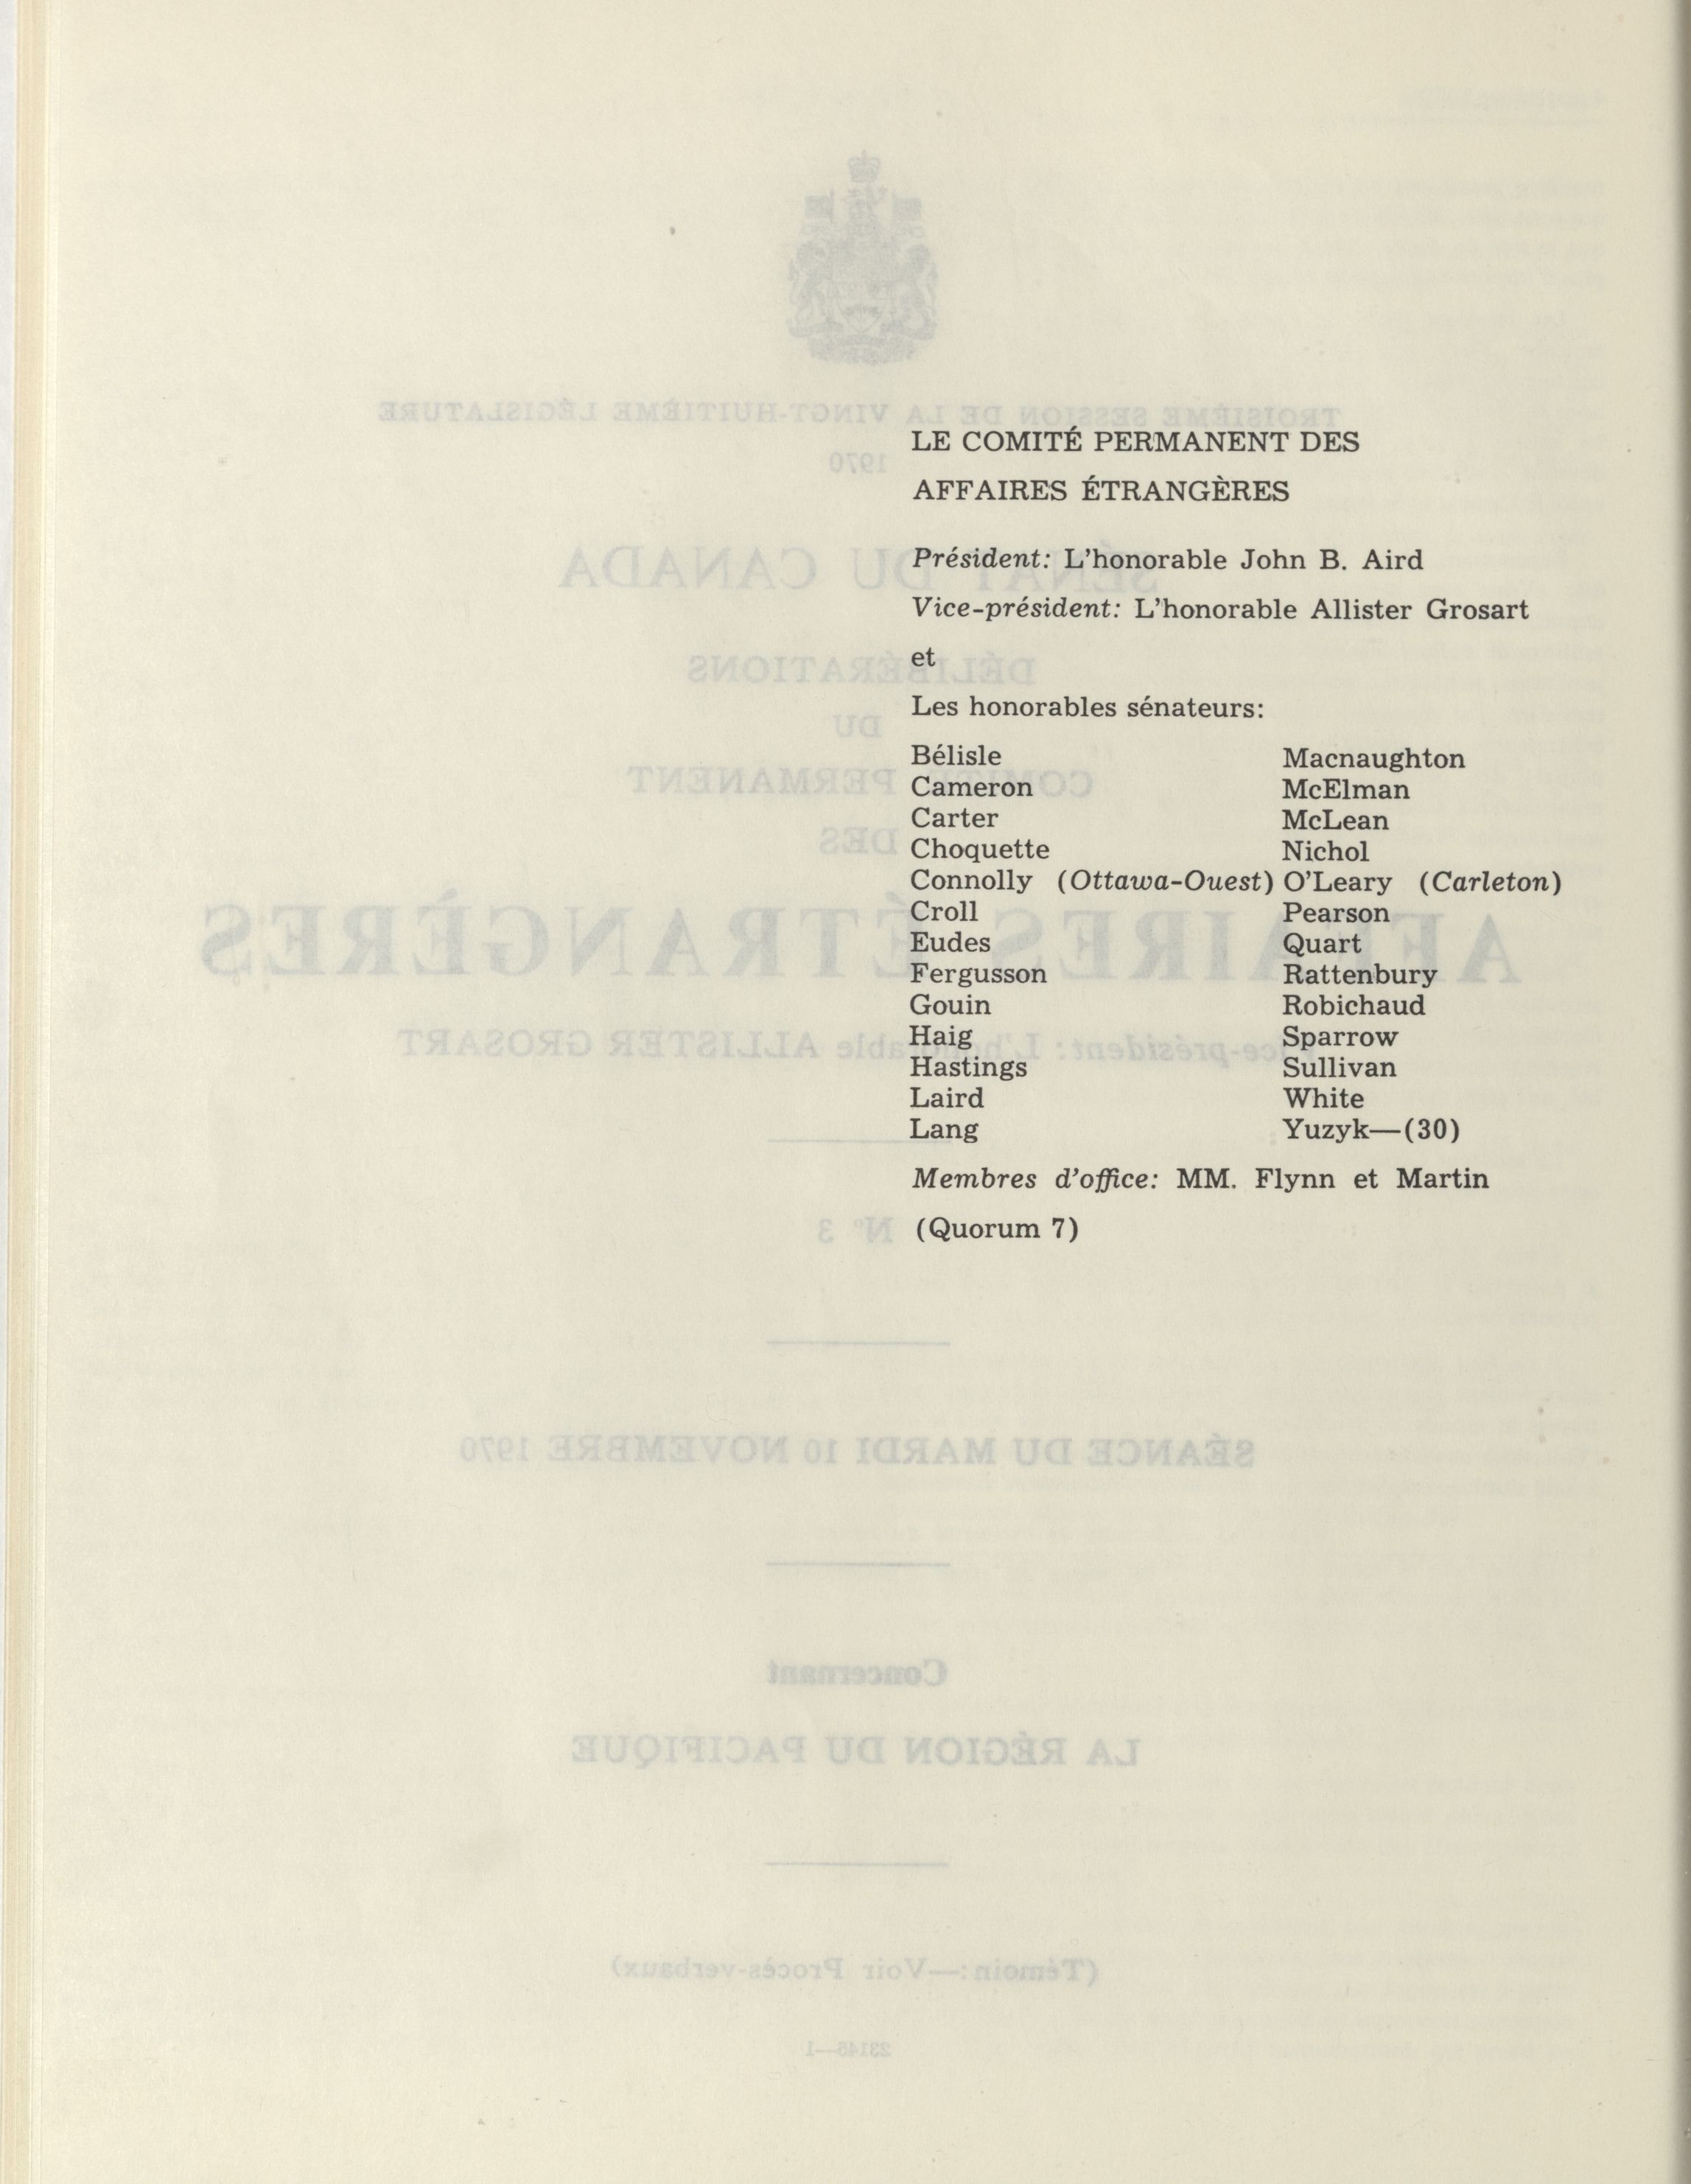 LE COMITÉ PERMANENT DES
AFFAIRES ÉTRANGÈRES
Président: L'honorable John B. Aird
Vice-président: L'honorable Allister Grosart
et
Les honorables sénateurs:
Bélisle
Cameron
Carter
Choquette
Connolly (Ottawa-Ouest)
Croll
Eudes
Fergusson
Gouin
Haig
Hastings
Laird
Lang
Macnaughton
McElman
McLean
Nichol
O'Leary (Carleton)
Pearson
Quart
Rattenbury
Robichaud
Sparrow
Sullivan
White
Yuzyk—(30)
Membres d'office: MM. Flynn et Martin
(Quorum 7)